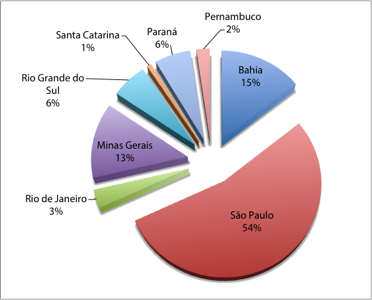 Pernambuco
2%
Santa Catarina
1%
Paraná
6%
Bahia
15%
Rio Grande do
Sul
6%
Minas Gerais
13%
Rio de Janeiro
3%
São Paulo
54%